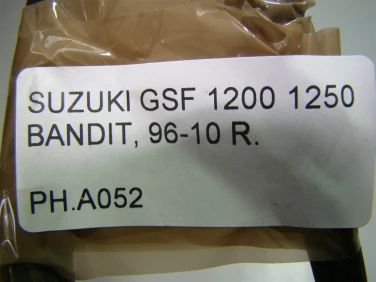 SUZUKI GSF 1200 1250
BANDIT, 96-10 R.
PH.A052